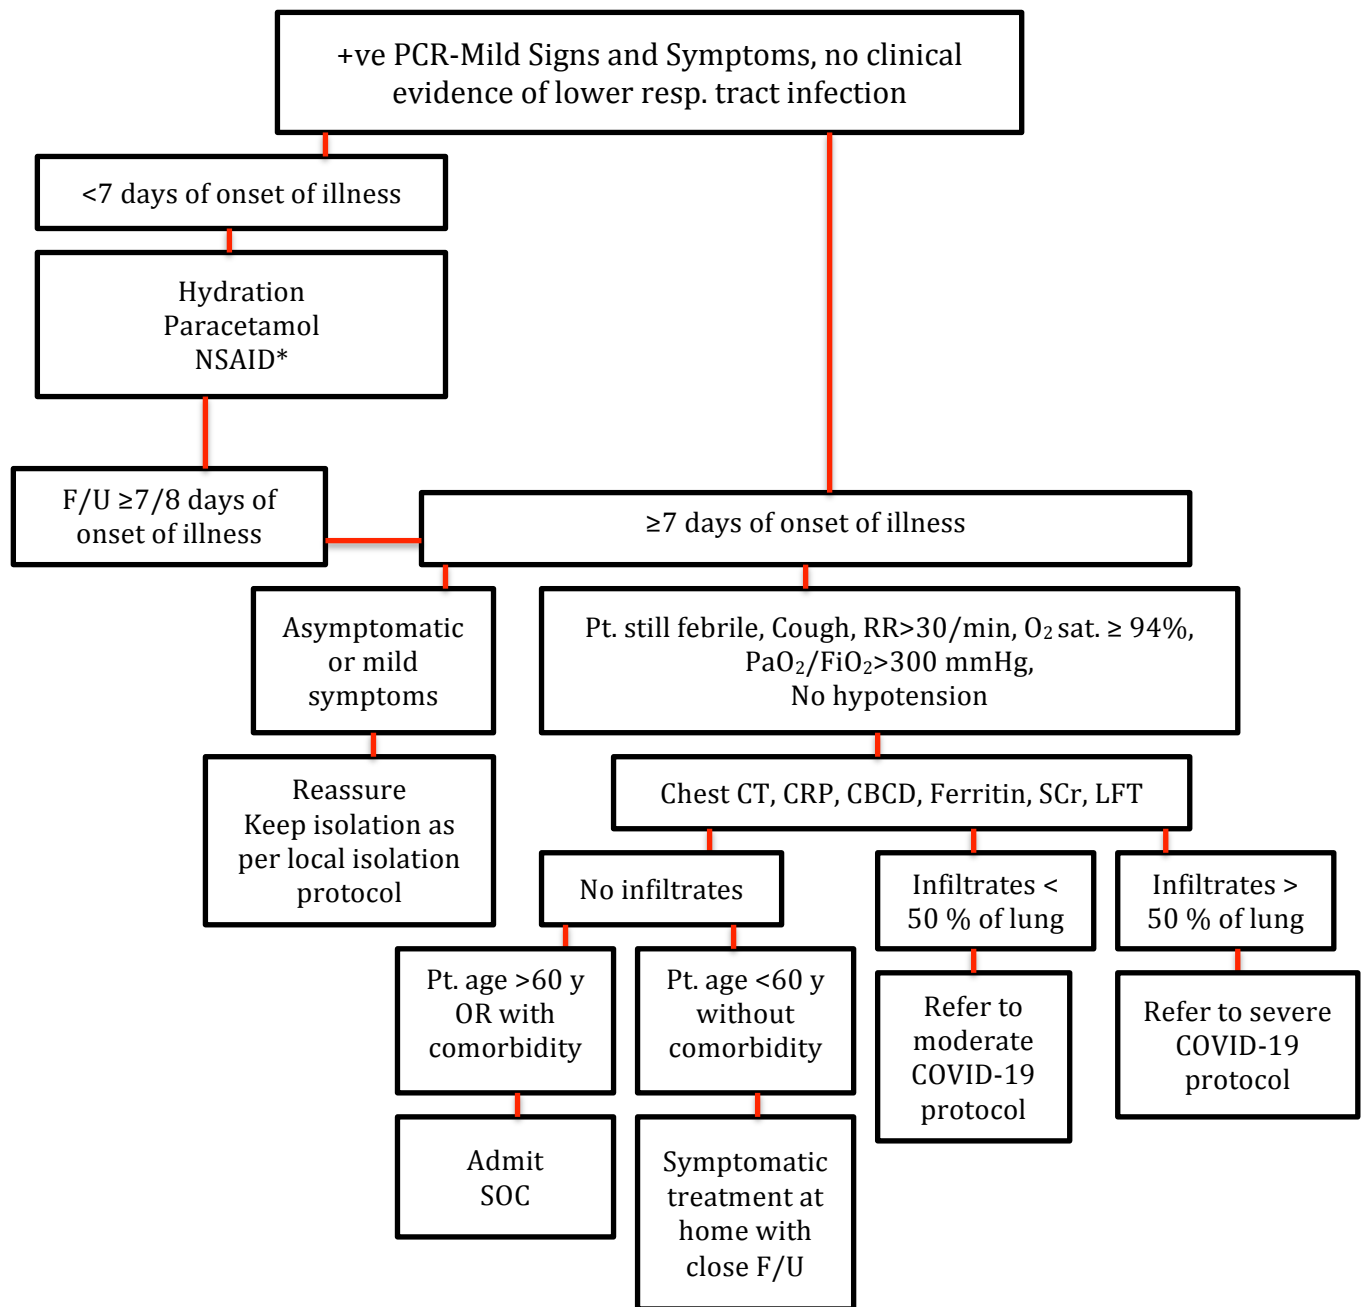 +ve PCR-Mild Signs and Symptoms, no clinical
evidence of lower resp. tract infection
<7 days of onset of illness
Hydration
Paracetamol
NSAID*
F/U ≥7/8 days of
onset of illness
≥7 days of onset of illness
Asymptomatic
or mild
symptoms
Pt. still febrile, Cough, RR>30/min, O₂ sat. ≥ 94%,
PaO₂/FiO₂>300 mmHg,
No hypotension
Reassure
Keep isolation as
per local isolation
protocol
Chest CT, CRP, CBCD, Ferritin, SCr, LFT
No infiltrates
Infiltrates <
50 % of lung
Infiltrates >
50 % of lung
Pt. age >60 y
OR with
comorbidity
Pt. age <60 y
without
comorbidity
Refer to
moderate
COVID-19
protocol
Refer to severe
COVID-19
protocol
Admit
SOC
Symptomatic
treatment at
home with
close F/U